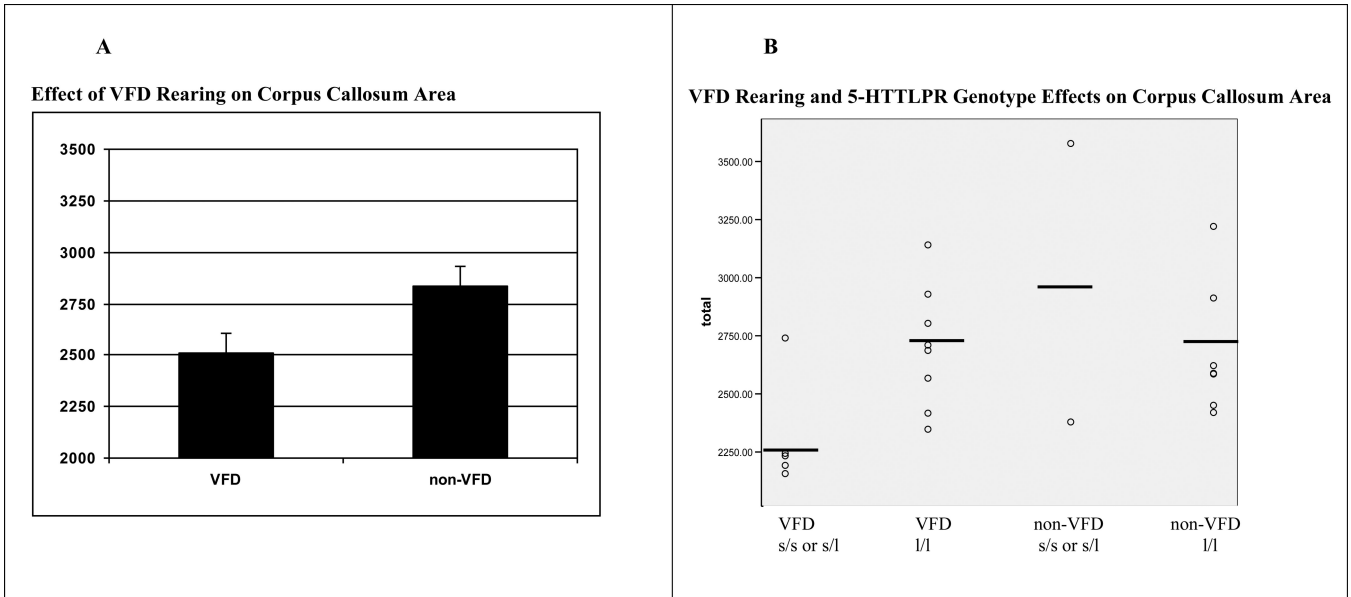 A
Effect of VFD Rearing on Corpus Callosum Area
3500
3250
3000
2750
2500
2250
2000
VFD
non-VFD
B
VFD Rearing and 5-HTTLPR Genotype Effects on Corpus Callosum Area
total
3500.00
3250.00
3000.00
2750.00
2500.00
2250.00
VFD
s/s or s/l
VFD
l/l
non-VFD
s/s or s/l
non-VFD
l/l